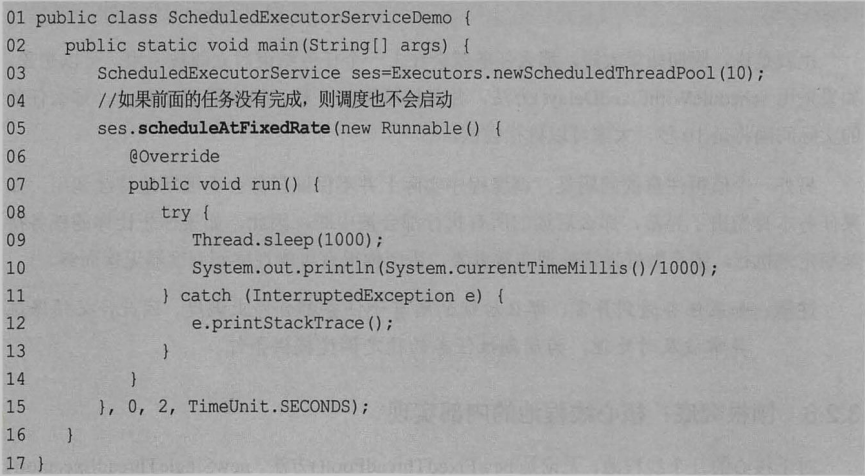 01 public class ScheduledExecutorServiceDemo {
02    public static void main(String[] args) {
03       ScheduledExecutorService ses=Executors.newScheduledThreadPool(10);
04       //如果前面的任务没有完成，则调度也不会启动
05       ses.scheduleAtFixedRate(new Runnable() {
06          @Override
07          public void run() {
08             try {
09                Thread.sleep(1000);
10                System.out.println(System.currentTimeMillis()/1000);
11             } catch (InterruptedException e) {
12                e.printStackTrace();
13             }
14          }
15       }, 0, 2, TimeUnit.SECONDS);
16    }
17 }